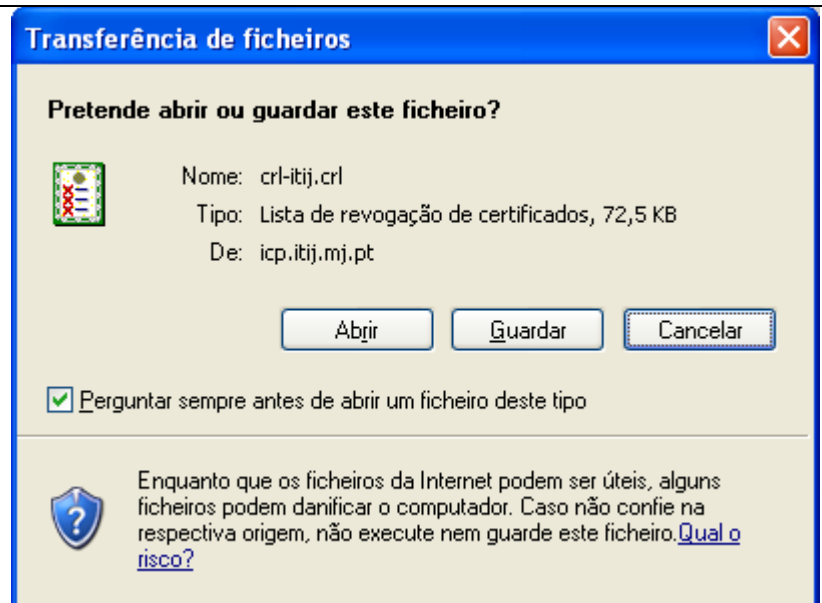 Transferência de ficheiros
Pretende abrir ou guardar este ficheiro?
Nome: crl-itij.crl
Tipo: Lista de revogação de certificados, 72,5 KB
De: icp.itij.mj.pt
Abrir Guardar Cancelar
Perguntar sempre antes de abrir um ficheiro deste tipo
Enquanto que os ficheiros da Internet podem ser úteis, alguns
ficheiros podem danificar o computador. Caso não confie na
respectiva origem, não execute nem guarde este ficheiro.Qual o
risco?